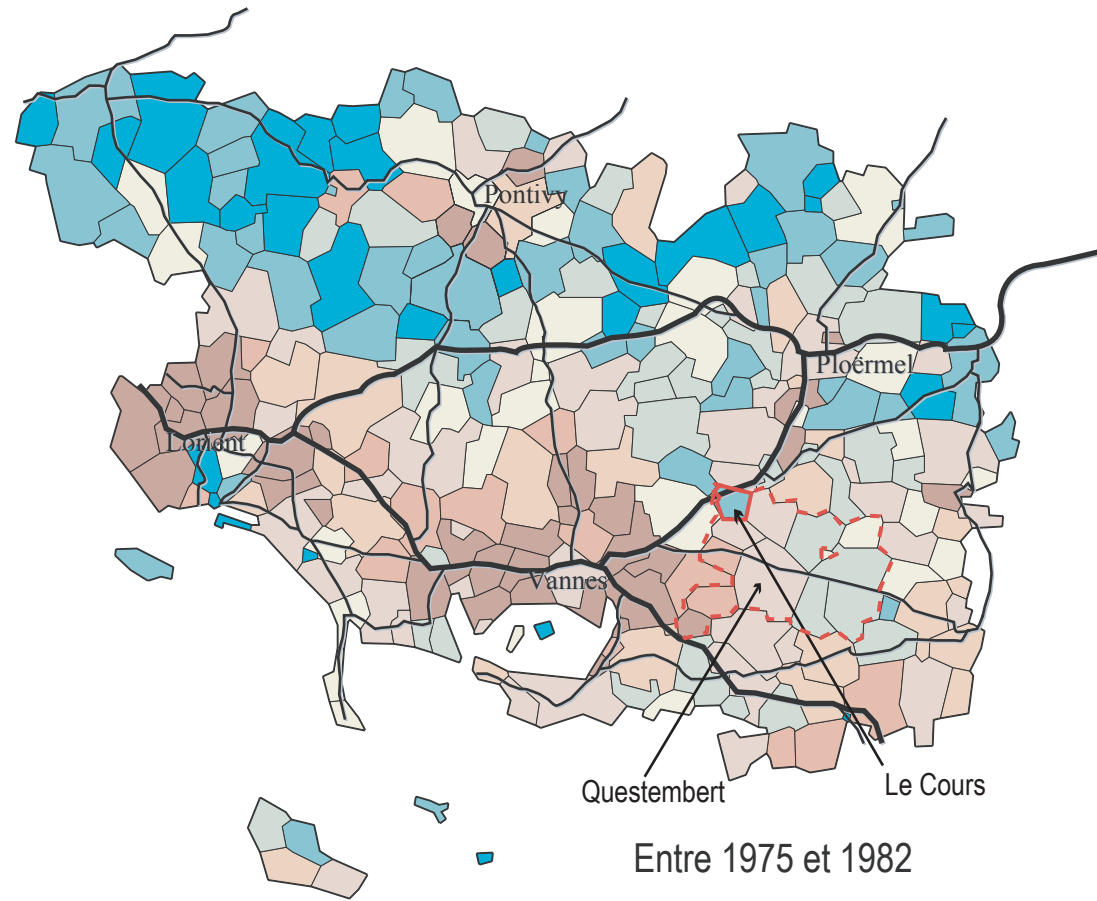 Pontivy
Ploërmel
Lorient
Vannes
Questembert
Le Cours
Entre 1975 et 1982